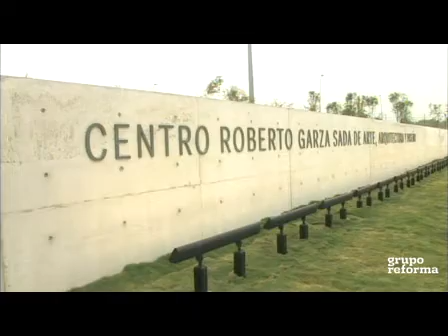 CENTRO ROBERTO GARZA SADA DE ARTE, ARQUITECTURA Y DISEÑO
grupo
reforma